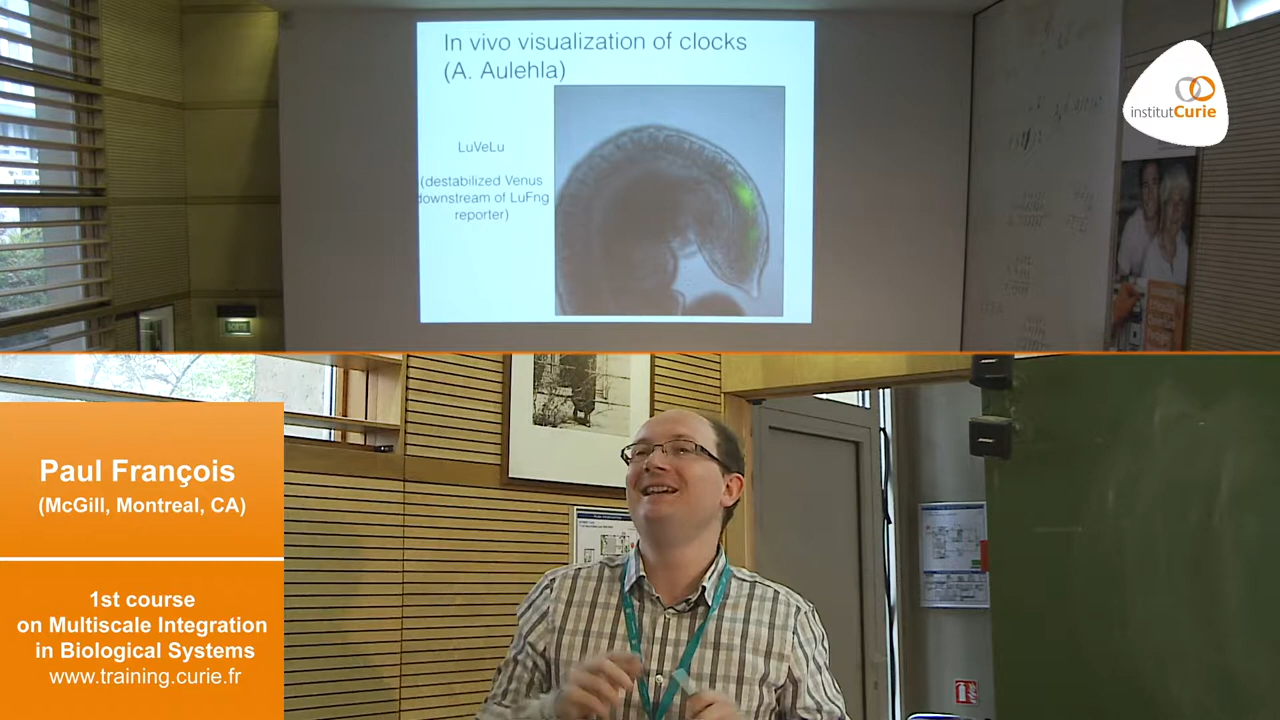 In vivo visualization of clocks
(A. Aulehla)
LuVeLu
(destabilized Venus
downstream of LuFng
reporter)
institutCurie
SORTIE
Paul François
(McGill, Montreal, CA)
1st course
on Multiscale Integration
in Biological Systems
www.training.curie.fr